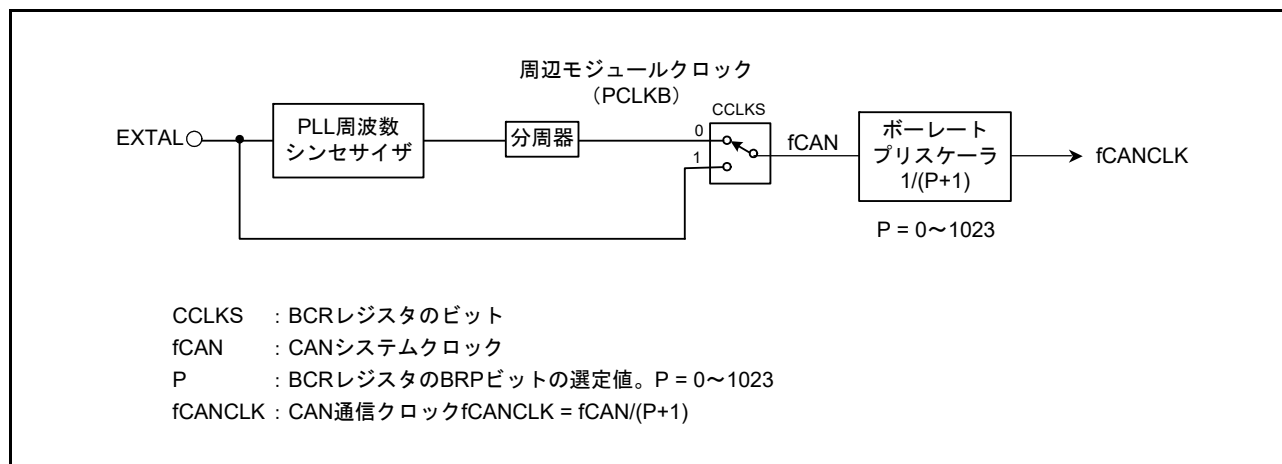 周辺モジュールクロック
(PCLKB)
CCLKS
EXTAL
PLL周波数
シンセサイザ
分周器
0
1
fCAN
ボーレート
プリスケーラ
1/(P+1)
fCANCLK
P = 0～1023
CCLKS : BCRレジスタのビット
fCAN : CANシステムクロック
P : BCRレジスタのBRPビットの選定値。P = 0～1023
fCANCLK : CAN通信クロックfCANCLK = fCAN/(P+1)